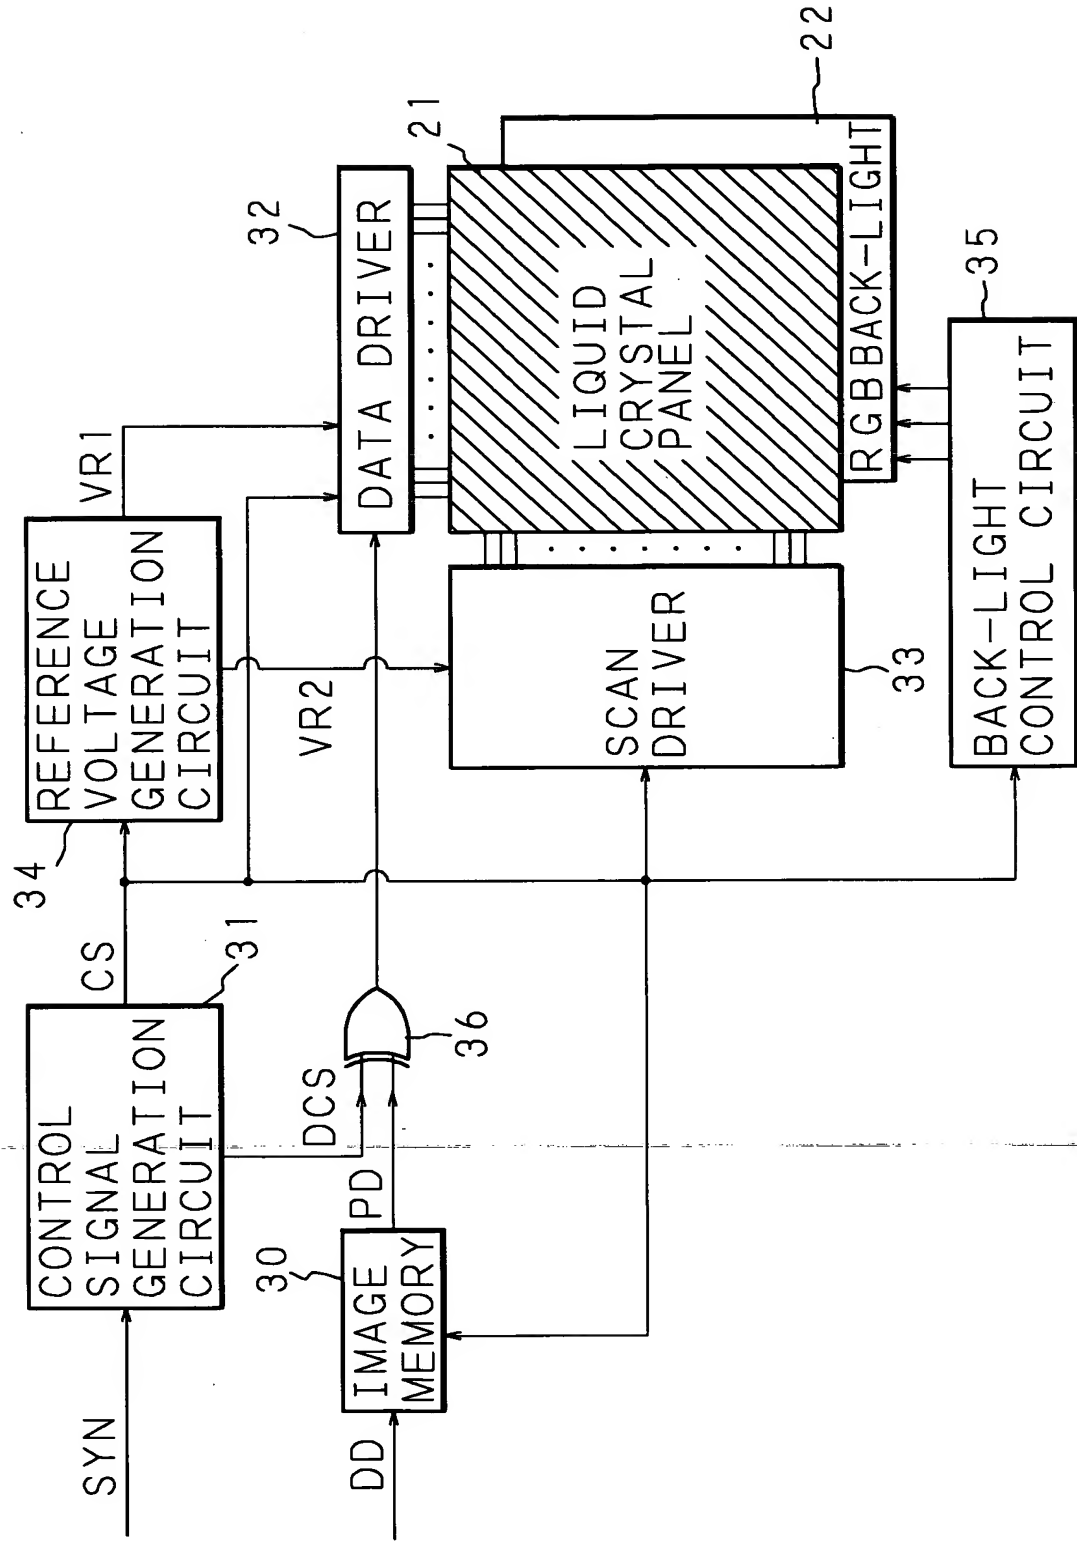 SYN
CONTROL
SIGNAL
GENERATION
CIRCUIT
31
CS
34
REFERENCE
VOLTAGE
GENERATION
CIRCUIT
VR1
VR2
DD
IMAGE
MEMORY
30
PD
DCS
36
DATA DRIVER
32
SCAN
DRIVER
33
LIQUID
CRYSTAL
PANEL
21
RGBBACK-LIGHT
22
BACK-LIGHT
CONTROL CIRCUIT
35